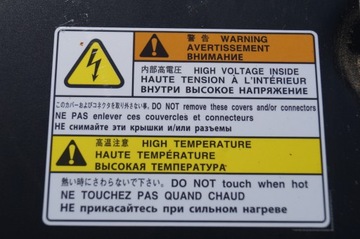 警告 WARNING
AVERTISSEMENT
ВНИМАНИЕ
内部高電圧 HIGH VOLTAGE INSIDE
HAUTE TENSION À L'INTÉRIEUR
ВНУТРИ ВЫСОКОЕ НАПРЯЖЕНИЕ
このカバーおよびコネクタを取り外さない事。DO NOT remove these covers and/or connectors
NE PAS enlever ces couvercles et connecteurs
НЕ снимайте эти крышки и/или разъемы
高温注意 HIGH TEMPERATURE
HAUTE TEMPÉRATURE
ВЫСОКАЯ ТЕМПЕРАТУРА
熱い時にさわらないで下さい。DO NOT touch when hot
NE TOUCHEZ PAS QUAND CHAUD
НЕ прикасайтесь при сильном нагреве